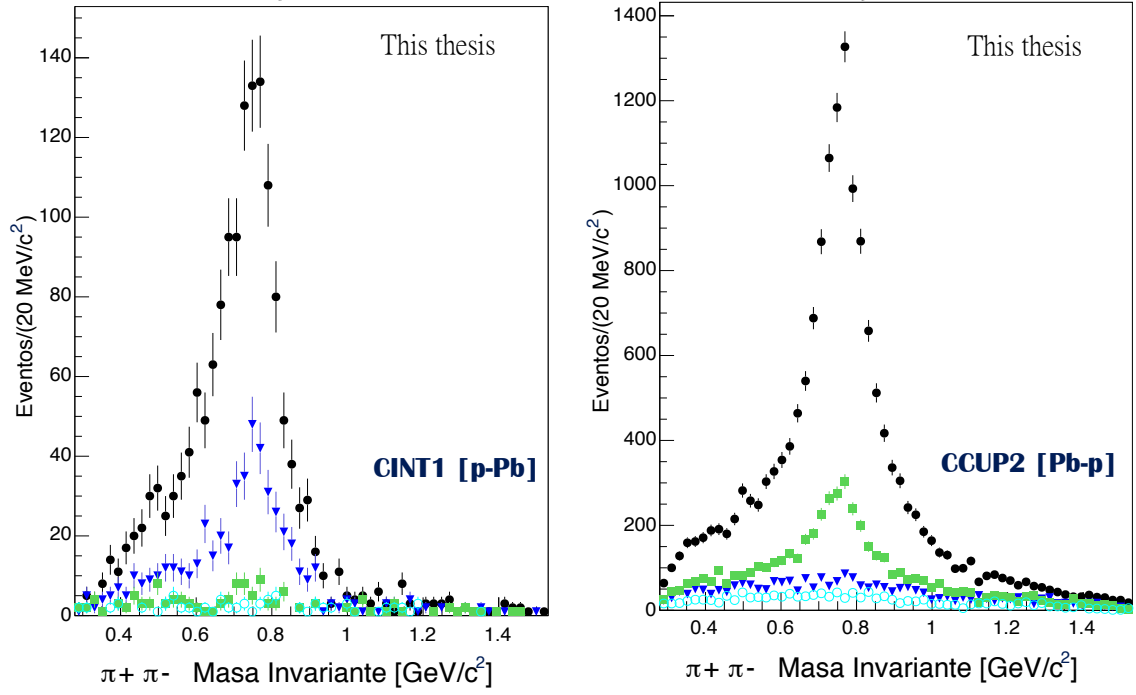 This thesis
CINT1 [p-Pb]
Eventos/(20 MeV/c²)
140
120
100
80
60
40
20
0
0.4 0.6 0.8 1 1.2 1.4
π+ π- Masa Invariante [GeV/c²]
This thesis
CCUP2 [Pb-p]
Eventos/(20 MeV/c²)
1400
1200
1000
800
600
400
200
0
0.4 0.6 0.8 1 1.2 1.4
π+ π- Masa Invariante [GeV/c²]